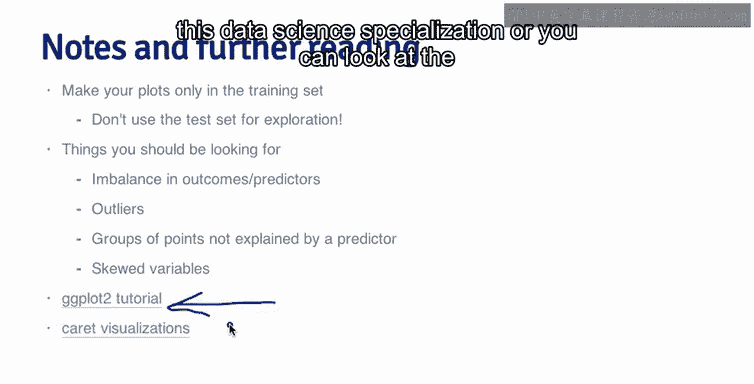 this data science specialization or you
can look at the
Notes and further reading
· Make your plots only in the training set
- Don't use the test set for exploration!
· Things you should be looking for
- Imbalance in outcomes/predictors
- Outliers
- Groups of points not explained by a predictor
- Skewed variables
· ggplot2 tutorial
· caret visualizations